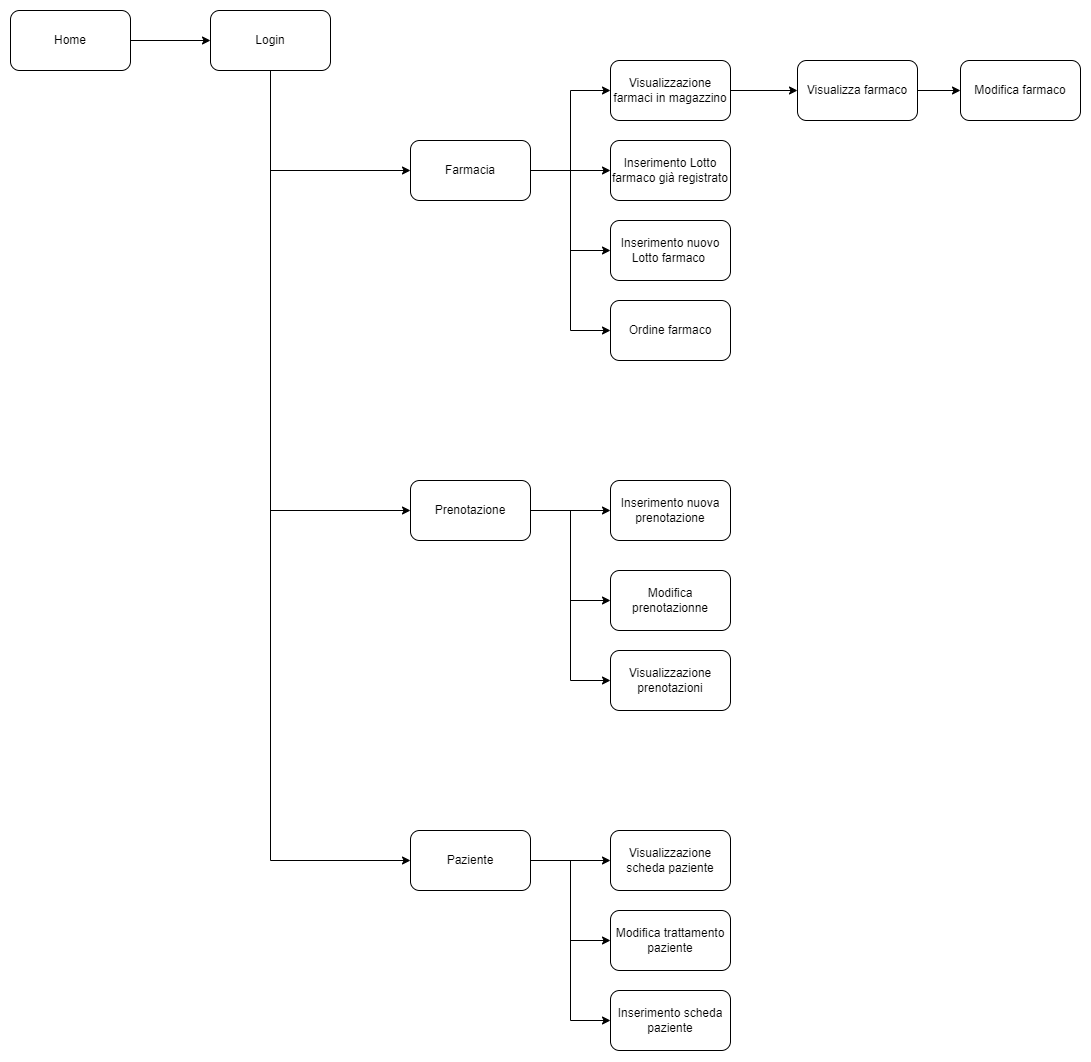 Home
Login
Visualizzazione
farmaci in magazzino
Visualizza farmaco
Modifica farmaco
Farmacia
Inserimento Lotto
farmaco già registrato
Inserimento nuovo
Lotto farmaco
Ordine farmaco
Prenotazione
Inserimento nuova
prenotazione
Modifica
prenotazionne
Visualizzazione
prenotazioni
Paziente
Visualizzazione
scheda paziente
Modifica trattamento
paziente
Inserimento scheda
paziente